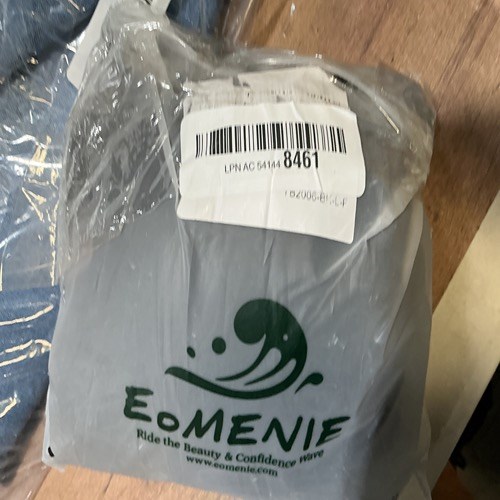 LPN AC 54144 8461
EOMENIE
Ride the Beauty & Confidence Wave
www.eomenie.com